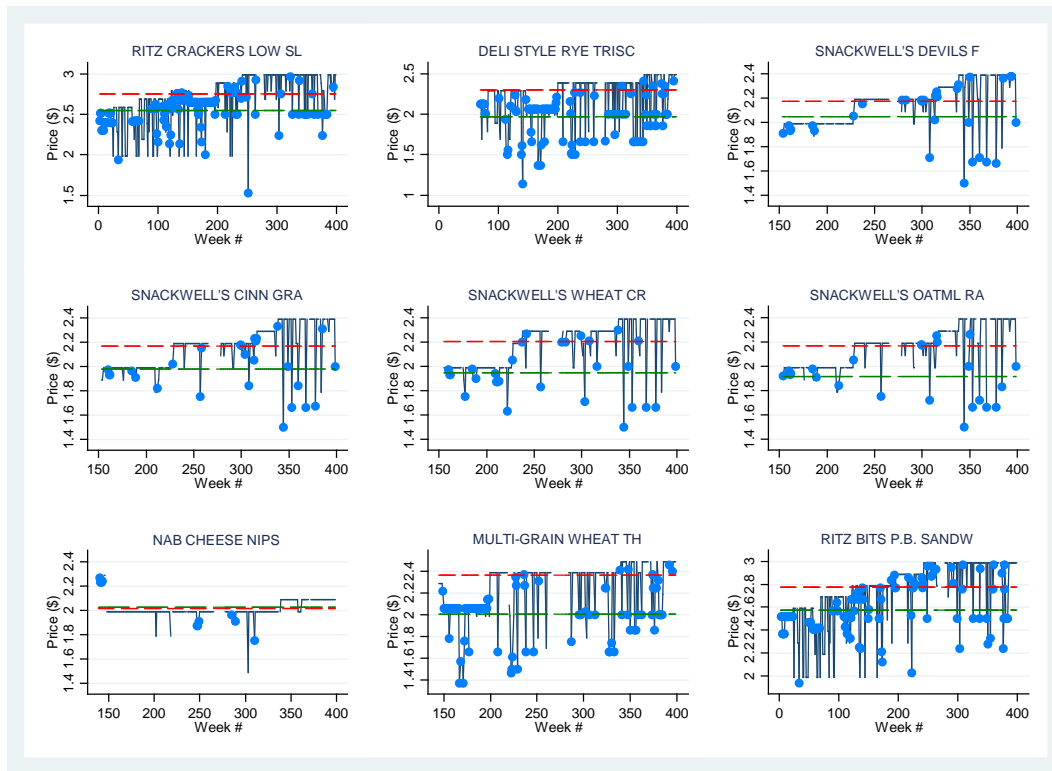 RITZ CRACKERS LOW SL
Price ($)
1.5 2 2.5 3
0 100 200 300 400
Week #
DELI STYLE RYE TRISC
Price ($)
1 1.5 2 2.5
0 100 200 300 400
Week #
SNACKWELL'S DEVILS F
Price ($)
1.4 1.6 1.8 2 2.2 2.4
150 200 250 300 350 400
Week #
SNACKWELL'S CINN GRA
Price ($)
1.4 1.6 1.8 2 2.2 2.4
150 200 250 300 350 400
Week #
SNACKWELL'S WHEAT CR
Price ($)
1.4 1.6 1.8 2 2.2 2.4
150 200 250 300 350 400
Week #
SNACKWELL'S OATML RA
Price ($)
1.4 1.6 1.8 2 2.2 2.4
150 200 250 300 350 400
Week #
NAB CHEESE NIPS
Price ($)
1.4 1.6 1.8 2 2.2 2.4
150 200 250 300 350 400
Week #
MULTI-GRAIN WHEAT TH
Price ($)
1.4 1.6 1.8 2 2.2 2.4
150 200 250 300 350 400
Week #
RITZ BITS P.B. SANDW
Price ($)
2 2.2 2.4 2.6 2.8 3
0 100 200 300 400
Week #